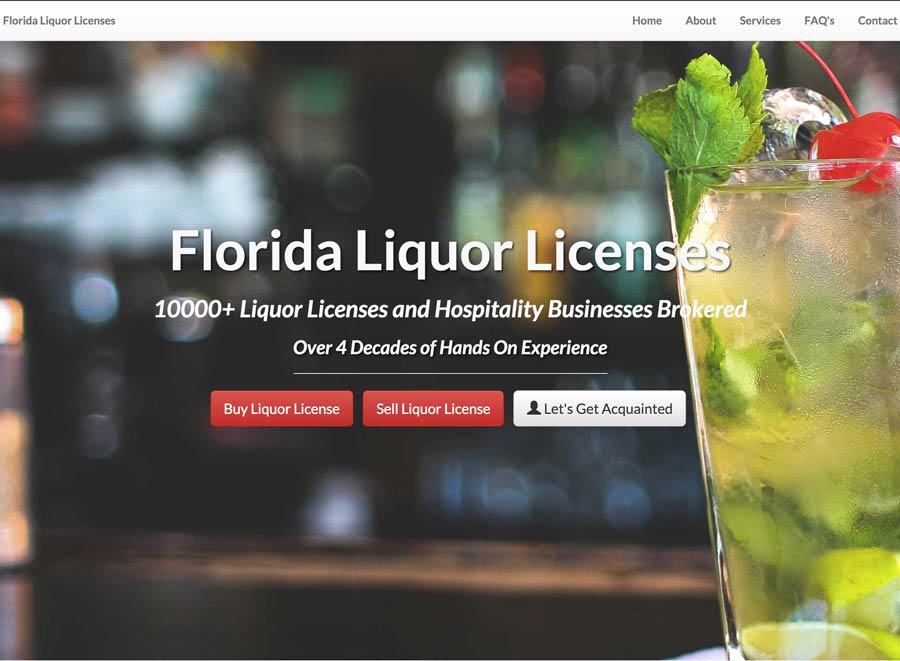 Florida Liquor Licenses
Home About Services FAQ's Contact
Florida Liquor Licenses
10000+ Liquor Licenses and Hospitality Businesses Brokered
Over 4 Decades of Hands On Experience
Buy Liquor License Sell Liquor License Let's Get Acquainted